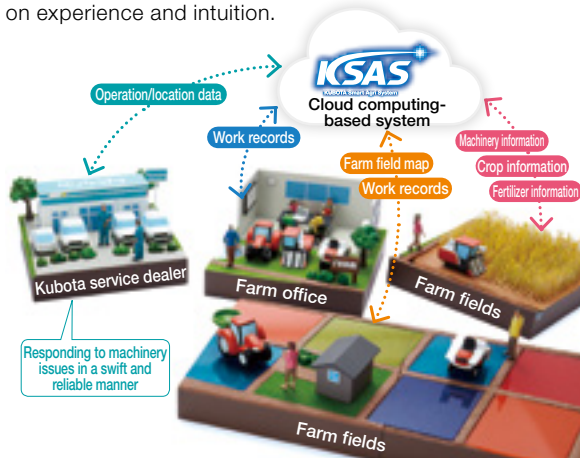 on experience and intuition.
KSAS
KUBOTA Smart Agri System
Cloud computing-
based system
Operation/location data
Work records
Farm field map
Work records
Machinery information
Crop information
Fertilizer information
Kubota service dealer
Farm office
Farm fields
Responding to machinery
issues in a swift and
reliable manner
Farm fields